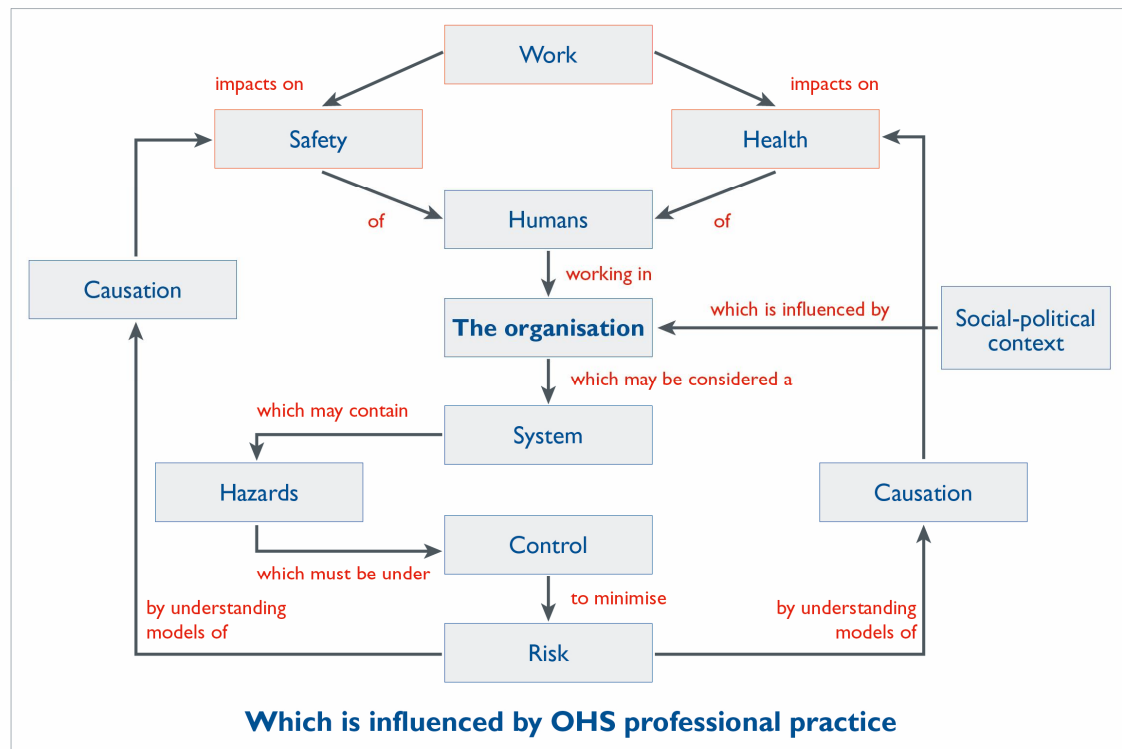 Work
impacts on
impacts on
Safety
Health
of
Humans
of
working in
Causation
The organisation
which is influenced by
Social-political
context
which may be considered a
which may contain
System
Hazards
Causation
Control
which must be under
to minimise
by understanding
models of
by understanding
models of
Risk
Which is influenced by OHS professional practice